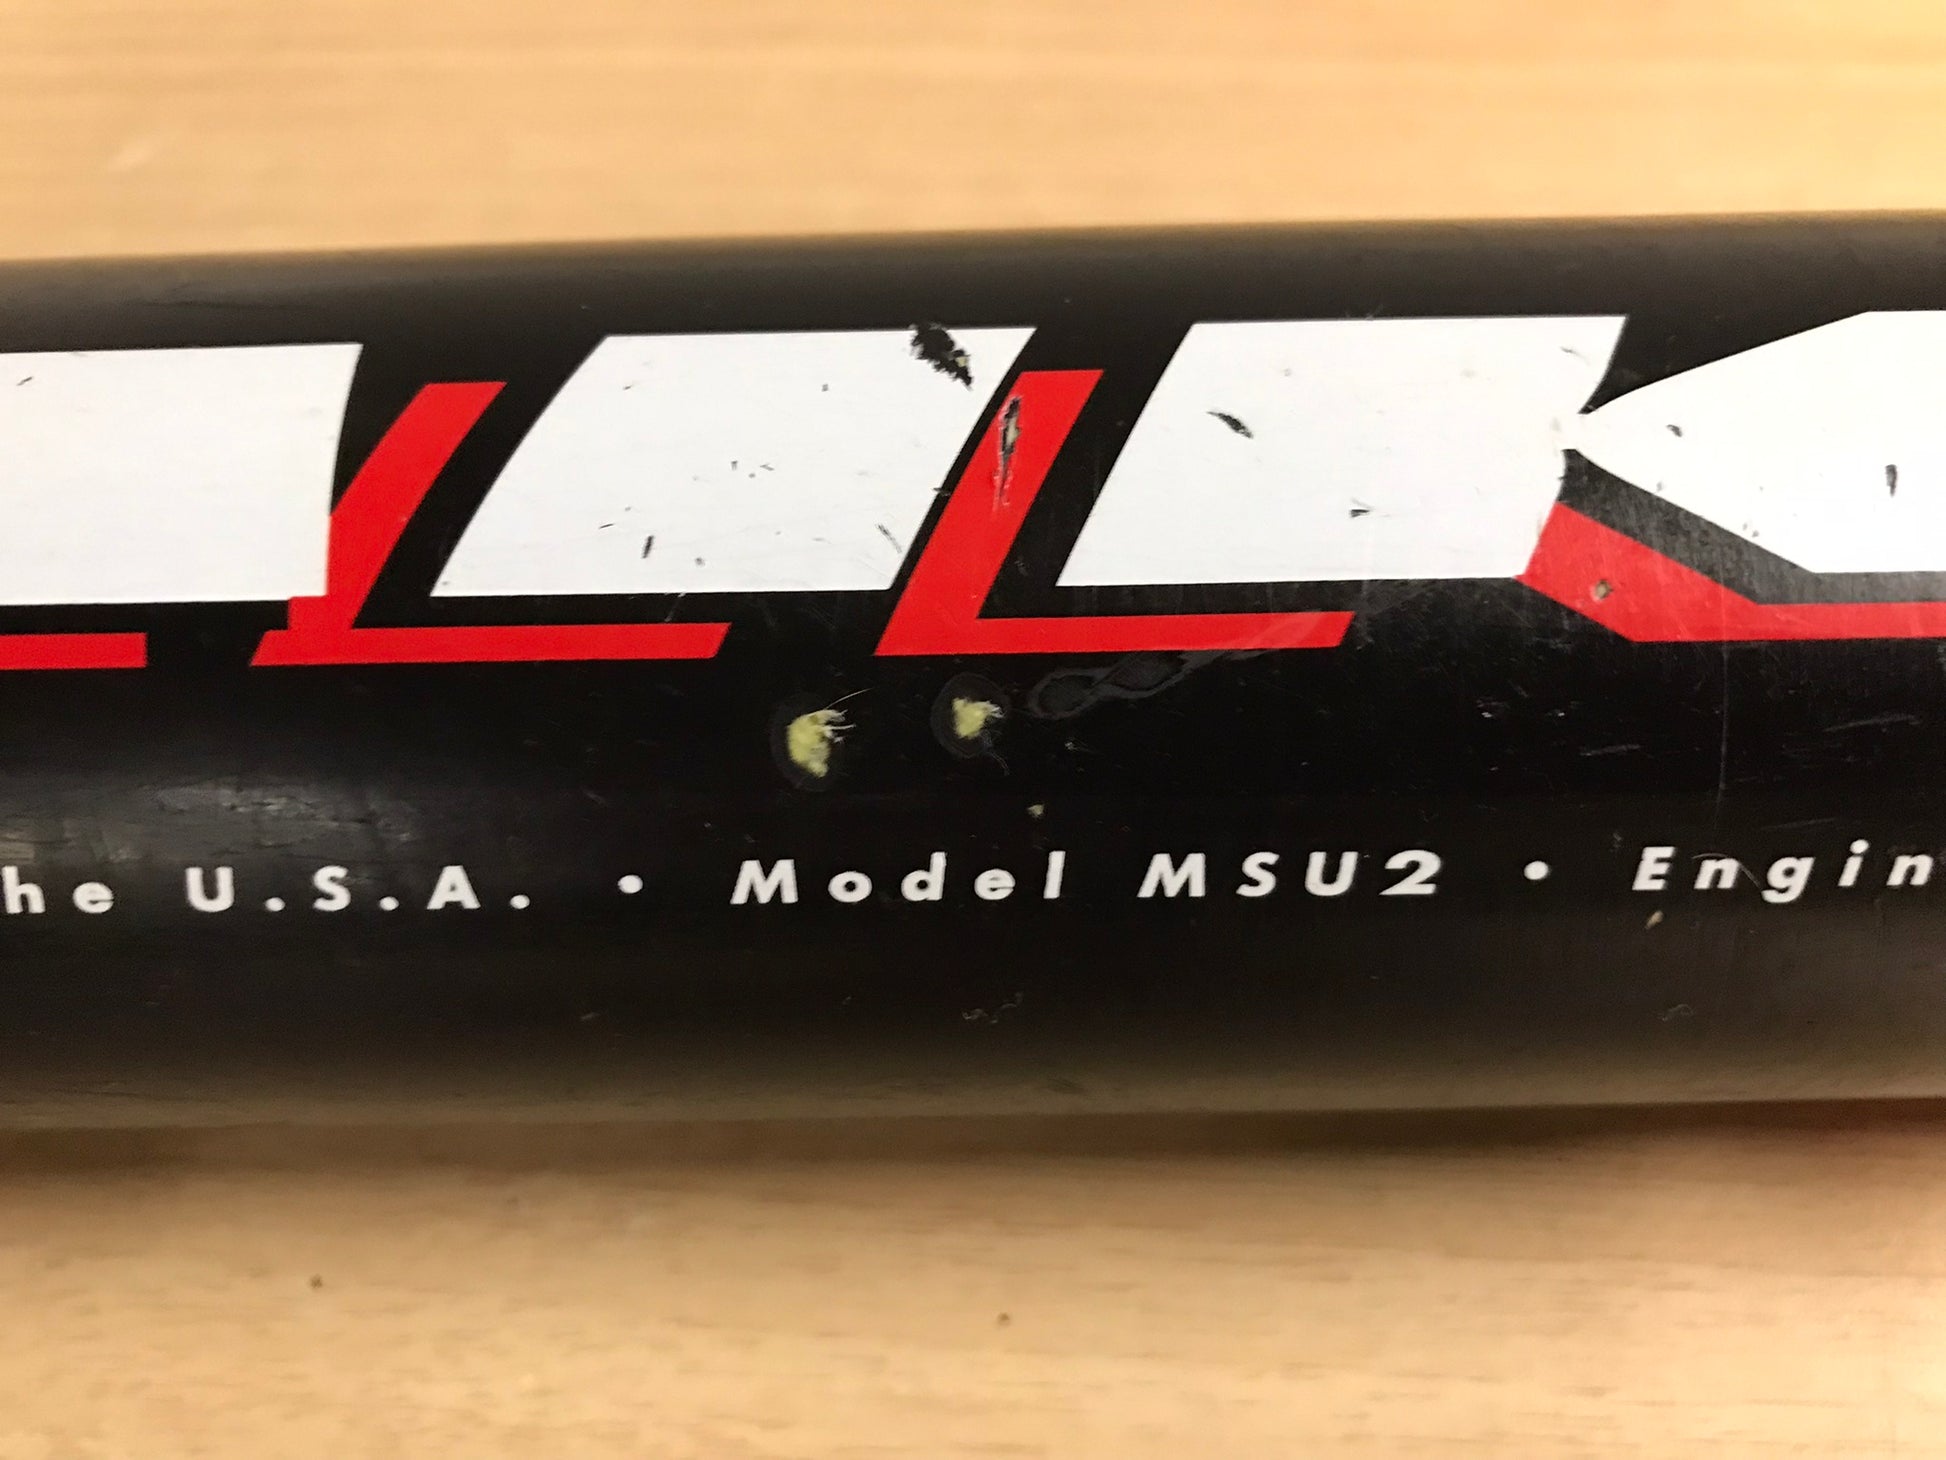 he U.S.A. • Model MSU2 • Engin